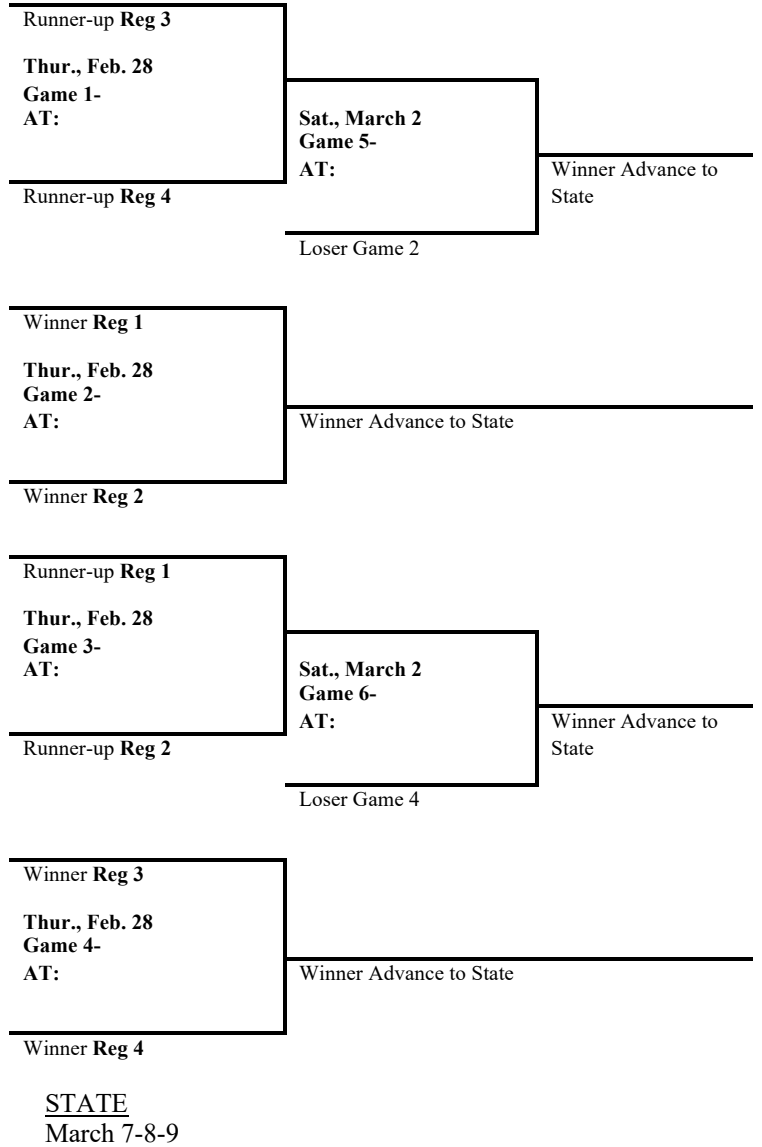 Runner-up Reg 3
Thur., Feb. 28
Game 1-
AT:
Runner-up Reg 4
Sat., March 2
Game 5-
AT:
Loser Game 2
Winner Advance to
State
Winner Reg 1
Thur., Feb. 28
Game 2-
AT:
Winner Reg 2
Winner Advance to State
Runner-up Reg 1
Thur., Feb. 28
Game 3-
AT:
Runner-up Reg 2
Sat., March 2
Game 6-
AT:
Loser Game 4
Winner Advance to
State
Winner Reg 3
Thur., Feb. 28
Game 4-
AT:
Winner Reg 4
Winner Advance to State
STATE
March 7-8-9